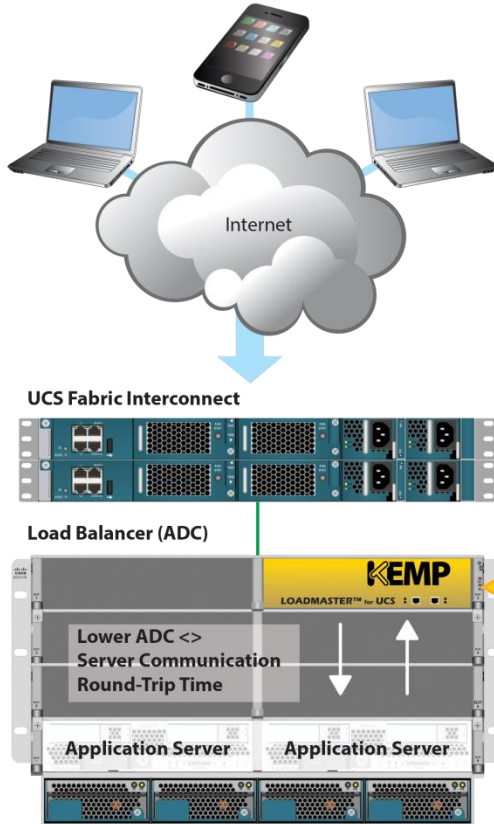 Internet
UCS Fabric Interconnect
Load Balancer (ADC)
KEMP
LOADMASTER™ for UCS
Lower ADC <>
Server Communication
Round-Trip Time
Application Server
Application Server